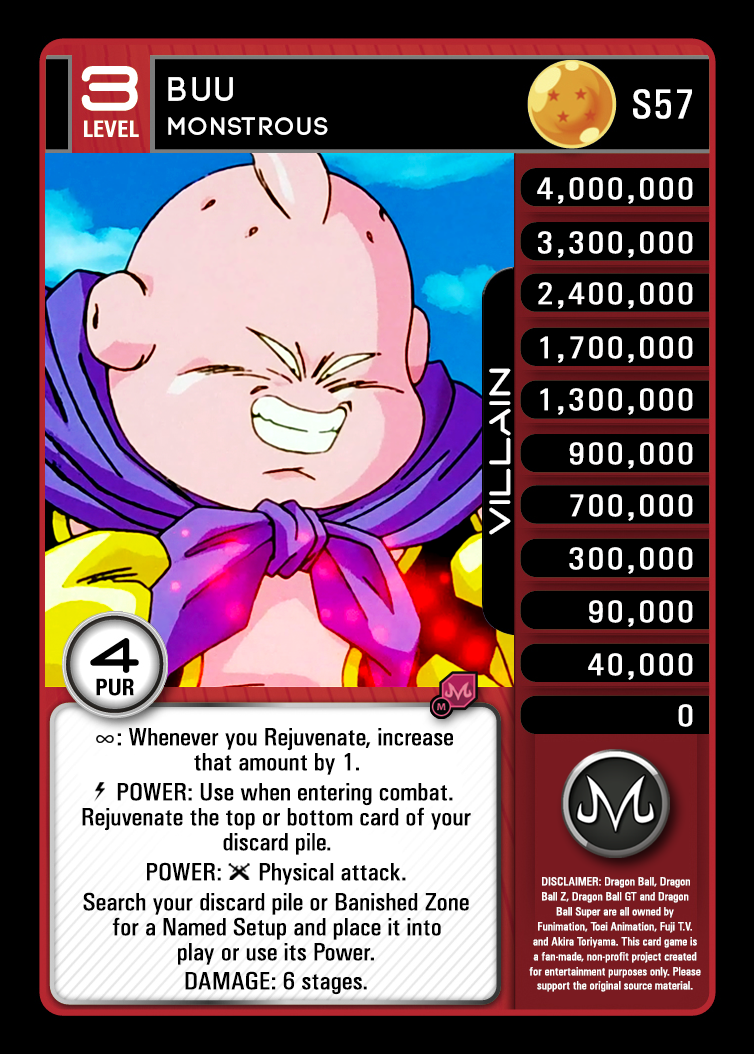 3
LEVEL
BUU
MONSTROUS
S57
4,000,000
3,300,000
2,400,000
1,700,000
1,300,000
900,000
700,000
300,000
90,000
40,000
0
VILLAIN
4
PUR
M
∞: Whenever you Rejuvenate, increase
that amount by 1.
POWER: Use when entering combat.
Rejuvenate the top or bottom card of your
discard pile.
POWER: Physical attack.
Search your discard pile or Banished Zone
for a Named Setup and place it into
play or use its Power.
DAMAGE: 6 stages.
DISCLAIMER: Dragon Ball, Dragon
Ball Z, Dragon Ball GT and Dragon
Ball Super are all owned by
Funimation, Toei Animation, Fuji T.V.
and Akira Toriyama. This card game is
a fan-made, non-profit project created
for entertainment purposes only. Please
support the original source material.